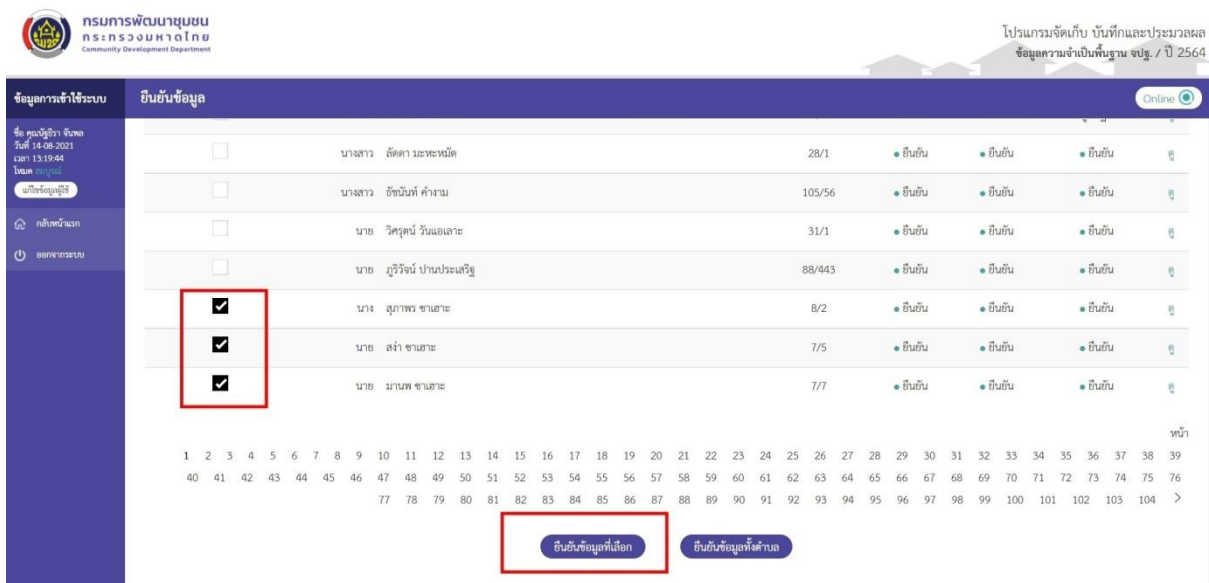 กรมการพัฒนาชุมชน
กระทรวงมหาดไทย
Community Development Department
โปรแกรมจัดเก็บ บันทึกและประมวลผล
ข้อมูลความจำเป็นพื้นฐาน จปฐ. / ปี 2564
ข้อมูลการเข้าใช้ระบบ
ยืนยันข้อมูล
Online
ชื่อ คุณณัฐธีรา จันพล
วันที่ 14-08-2021
เวลา 13:19:44
โหมด สมบูรณ์
แก้ไขข้อมูลผู้ใช้
กลับหน้าแรก
ออกจากระบบ
นางสาว ลัดดา มะหะหมัด 28/1 ยืนยัน ยืนยัน ยืนยัน ดู
นางสาว ธัชนันท์ คำงาม 105/56 ยืนยัน ยืนยัน ยืนยัน ดู
นาย วิศรุตน์ วันแอเลาะ 31/1 ยืนยัน ยืนยัน ยืนยัน ดู
นาย ภูริวัจน์ ปานประเสริฐ 88/443 ยืนยัน ยืนยัน ยืนยัน ดู
นาง สุภาพร ซาเฮาะ 8/2 ยืนยัน ยืนยัน ยืนยัน ดู
นาย สง่า ซาเฮาะ 7/5 ยืนยัน ยืนยัน ยืนยัน ดู
นาย มานพ ซาเฮาะ 7/7 ยืนยัน ยืนยัน ยืนยัน ดู
หน้า
1 2 3 4 5 6 7 8 9 10 11 12 13 14 15 16 17 18 19 20 21 22 23 24 25 26 27 28 29 30 31 32 33 34 35 36 37 38 39
40 41 42 43 44 45 46 47 48 49 50 51 52 53 54 55 56 57 58 59 60 61 62 63 64 65 66 67 68 69 70 71 72 73 74 75 76
77 78 79 80 81 82 83 84 85 86 87 88 89 90 91 92 93 94 95 96 97 98 99 100 101 102 103 104 >
ยืนยันข้อมูลที่เลือก
ยืนยันข้อมูลทั้งตำบล